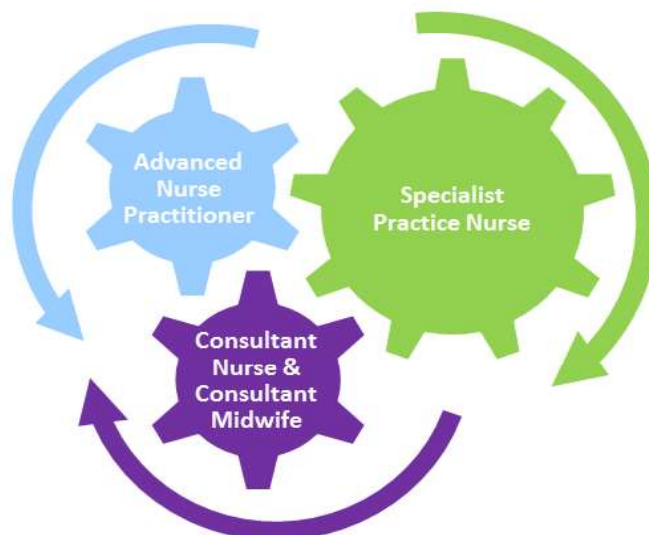 Advanced
Nurse
Practitioner
Specialist
Practice Nurse
Consultant
Nurse &
Consultant
Midwife